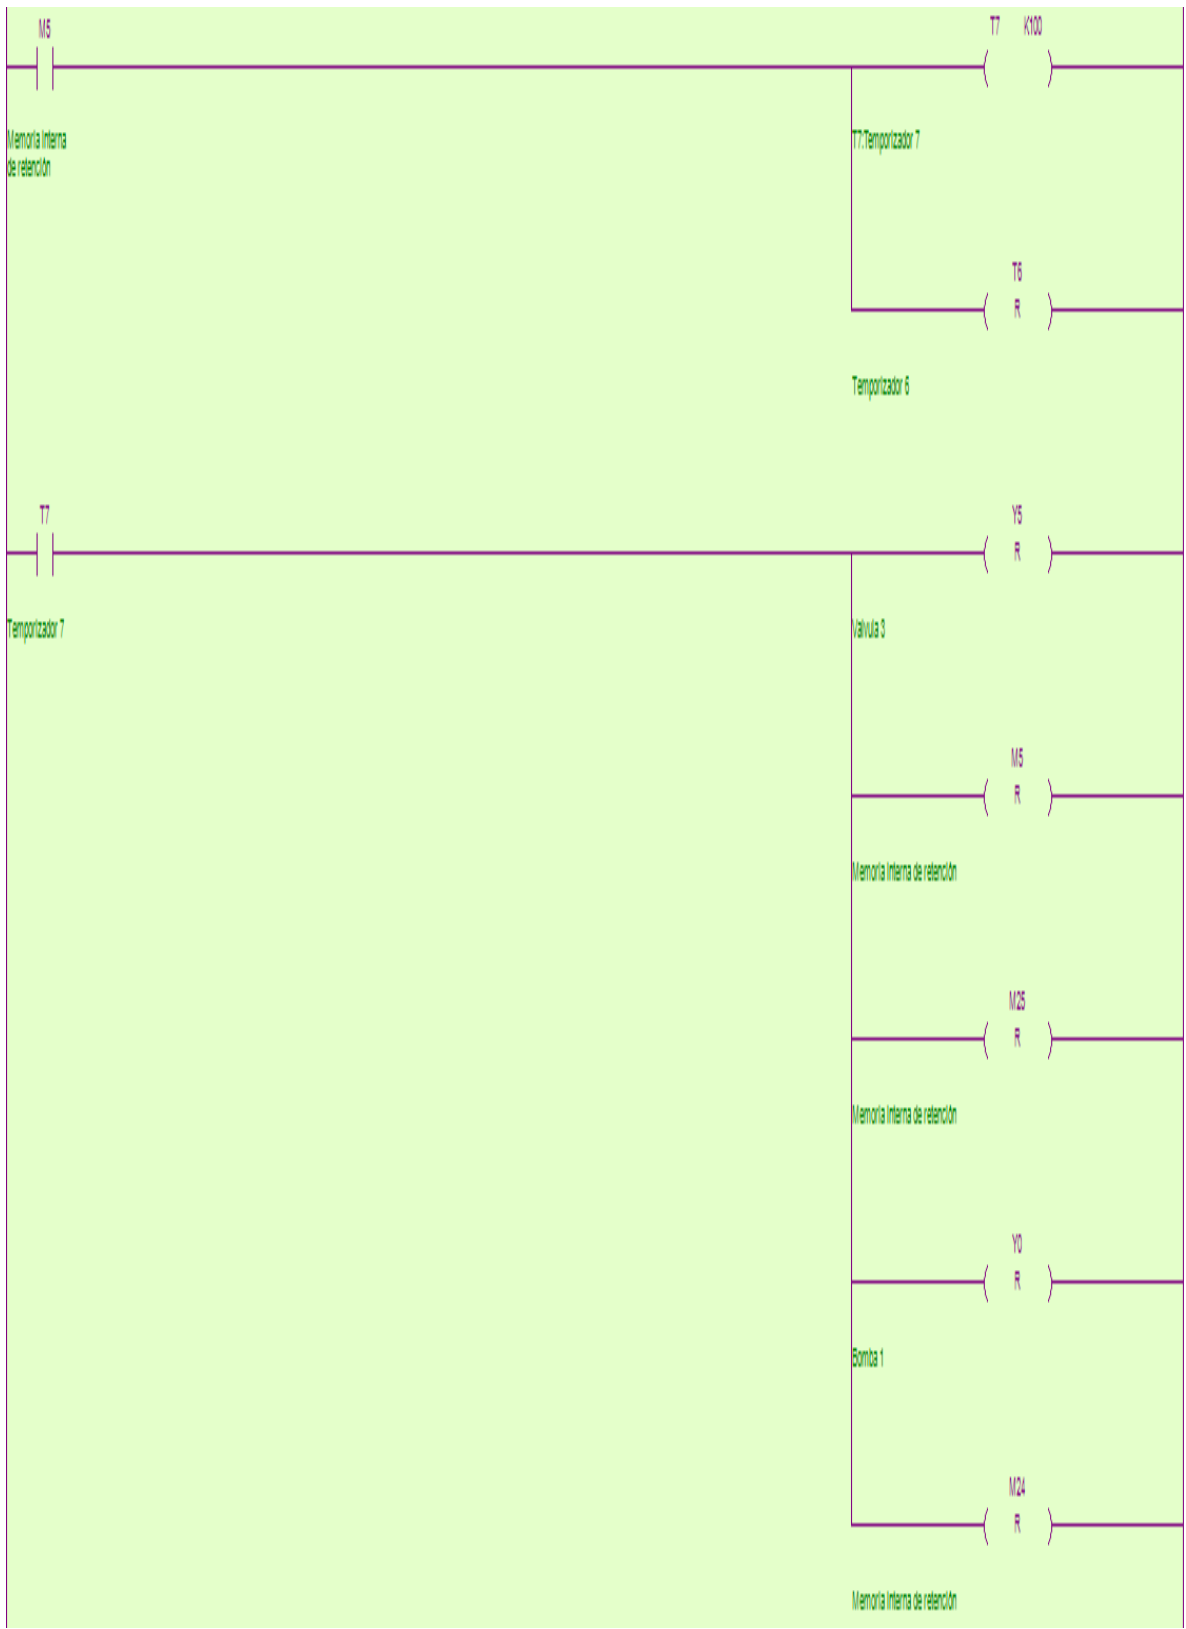 M5
T7 K100
Memoria Interna
de retención
T7:Temporizador 7
T6
R
Temporizador 6
T7
Y5
R
Temporizador 7
Valvula 3
M5
R
Memoria Interna de retención
M25
R
Memoria Interna de retención
Y0
R
Bomba 1
M24
R
Memoria Interna de retención